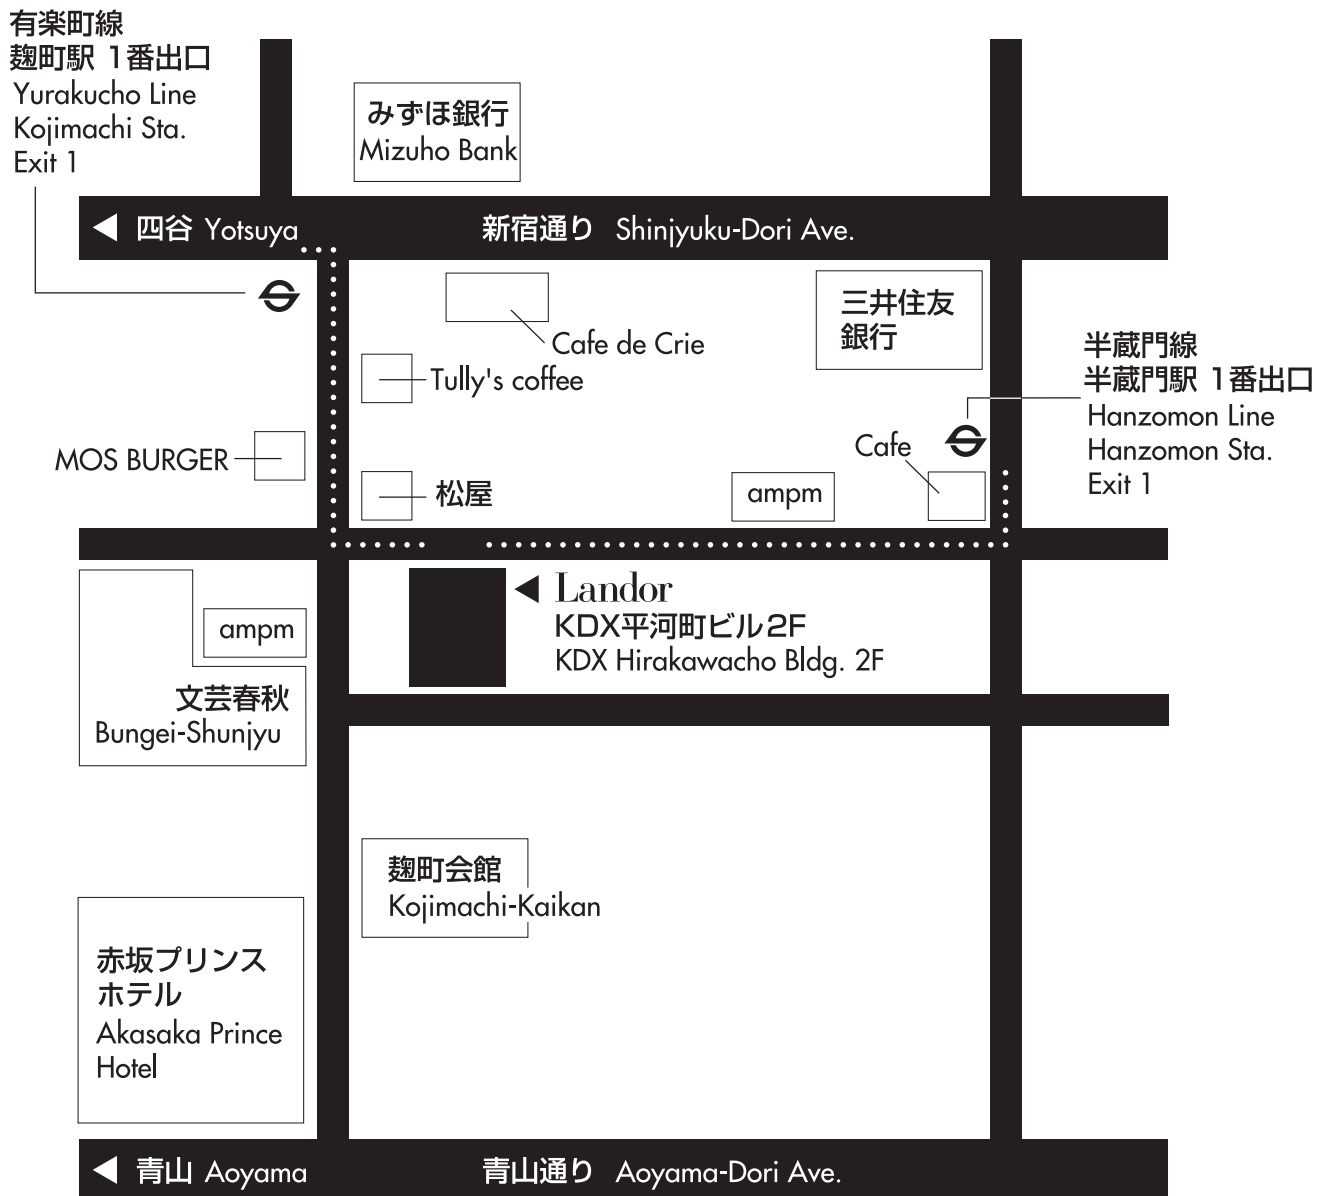 有楽町線
麹町駅 1番出口
Yurakucho Line
Kojimachi Sta.
Exit 1
みずほ銀行
Mizuho Bank
四谷 Yotsuya
新宿通り Shinjyuku-Dori Ave.
三井住友
銀行
Cafe de Crie
Tully's coffee
半蔵門線
半蔵門駅 1番出口
Hanzomon Line
Hanzomon Sta.
Exit 1
MOS BURGER
松屋
ampm
Cafe
Landor
KDX平河町ビル2F
KDX Hirakawacho Bldg. 2F
ampm
文芸春秋
Bungei-Shunjyu
麹町会館
Kojimachi-Kaikan
赤坂プリンス
ホテル
Akasaka Prince
Hotel
青山 Aoyama
青山通り Aoyama-Dori Ave.